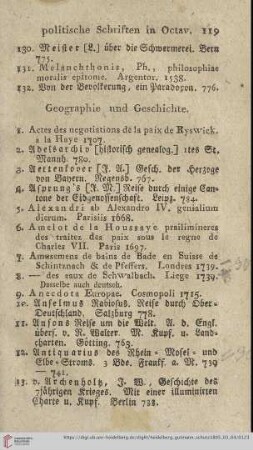 politische Schriften in Octav. 119
130. Meister [L.] über die Schwermerei. Bern
775.
131. Melanchthonis, Ph., philosophiae
moralis epitome. Argentor. 1538.
132. Von der Bevölkerung, ein Paradoxon. 776.
Geographie und Geschichte.
1. Actes des negotiations de la paix de Ryswick.
a la Haye 1707.
2. Adelsarchiv [historisch genealog.] 1tes St.
Mannh. 780.
3. Aettenkover [J. A.] Gesch. der Herzoge
von Bayern. Regensb. 767.
4. Afsprung's [J. M.] Reise durch einige Can-
tone der Eidgenossenschaft. Leipz. 784.
5. Alexandri ab Alexandro IV. genialium
dierum. Parisiis 1668.
6. Amelot de la Houssaye preilimineres
des traitez des paix sous le regne de
Charles VII. Paris 1697.
7. Amusemens de bains de Bade en Suisse de
Schintznach & de Pfeffers. Londres 1739.
8. — des eaux de Schwalbach. Liege 1739.
Dasselbe auch deutsch.
9. Anecdota Europae. Cosmopoli 1715.
10. Anselmus Rabiosus. Reise durch Ober-
Deutschland. Salzburg 778.
11. Ansons Reise um die Welt. A. d. Engl.
übers. v. R. Walter. M. Kupf. u. Land-
charten. Götting. 763.
12. Antiquarius des Rhein- Mosel- und
Elbe-Stroms. 3 Bde. Frankf. a. M. 739
— 741.
13. v. Archenholtz, J. W., Geschichte des
7jährigen Krieges. Mit einer illuminirten
Charte u. Kupf. Berlin 788.